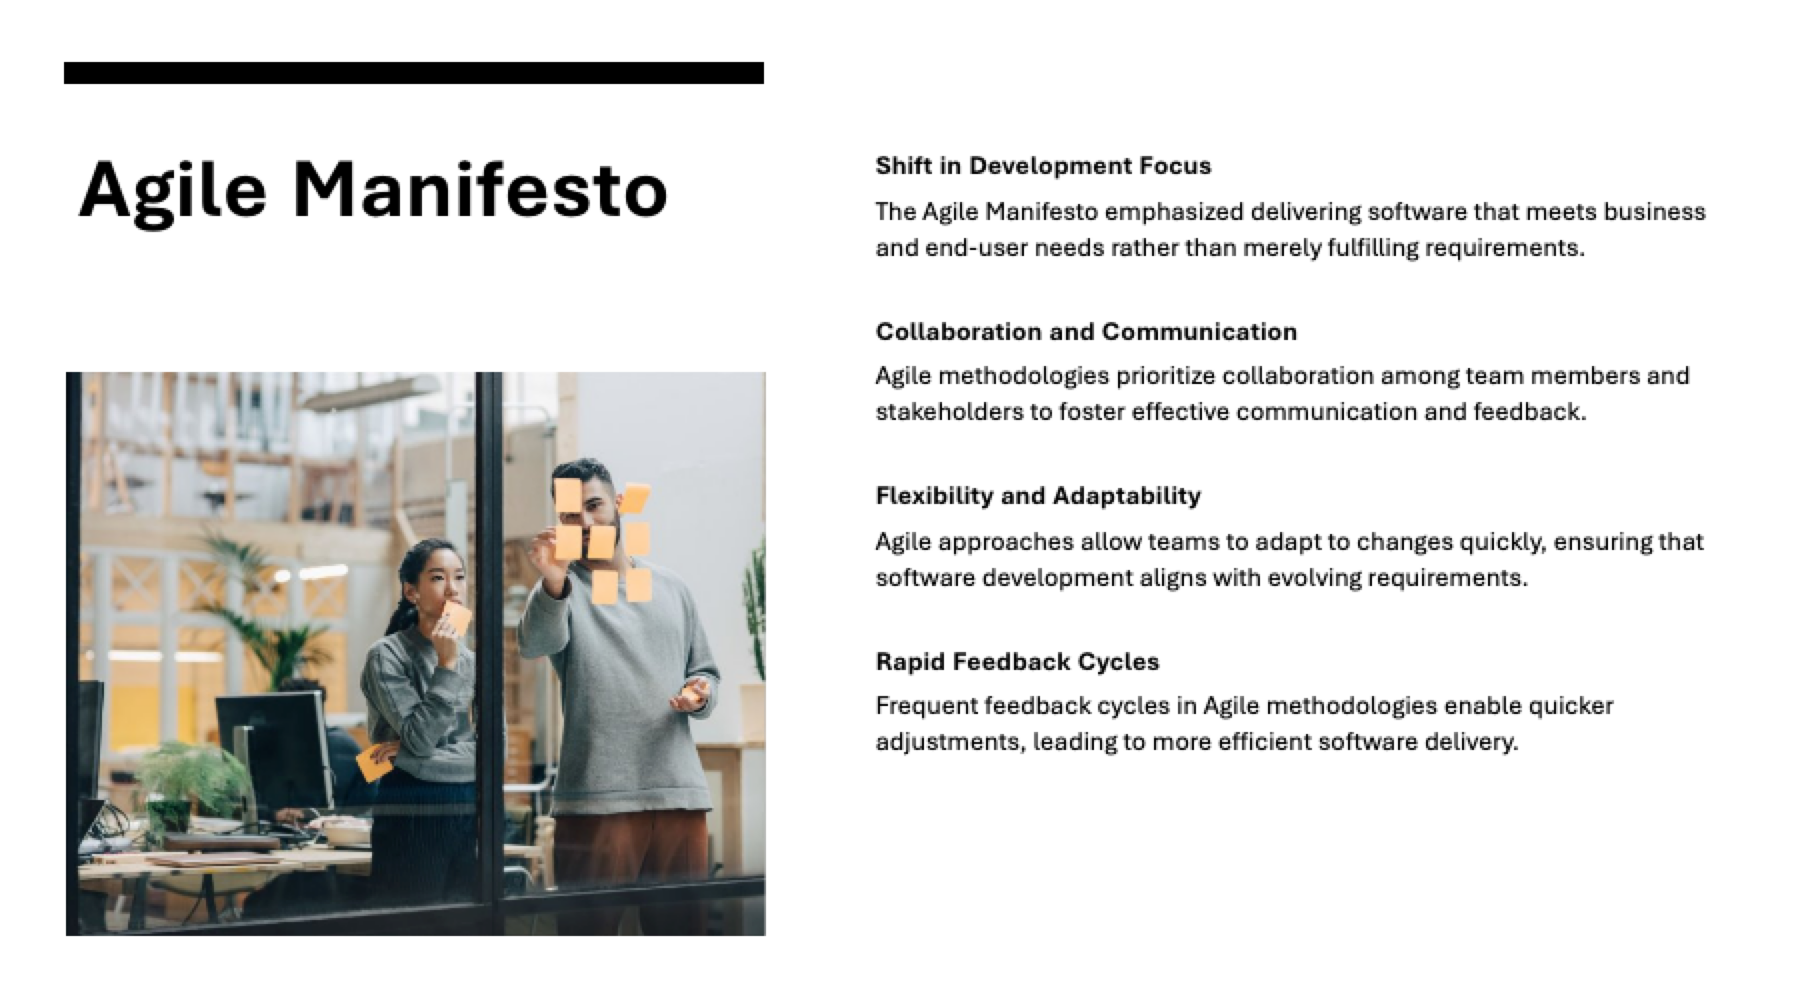 Agile Manifesto
Shift in Development Focus
The Agile Manifesto emphasized delivering software that meets business
and end-user needs rather than merely fulfilling requirements.
Collaboration and Communication
Agile methodologies prioritize collaboration among team members and
stakeholders to foster effective communication and feedback.
Flexibility and Adaptability
Agile approaches allow teams to adapt to changes quickly, ensuring that
software development aligns with evolving requirements.
Rapid Feedback Cycles
Frequent feedback cycles in Agile methodologies enable quicker
adjustments, leading to more efficient software delivery.